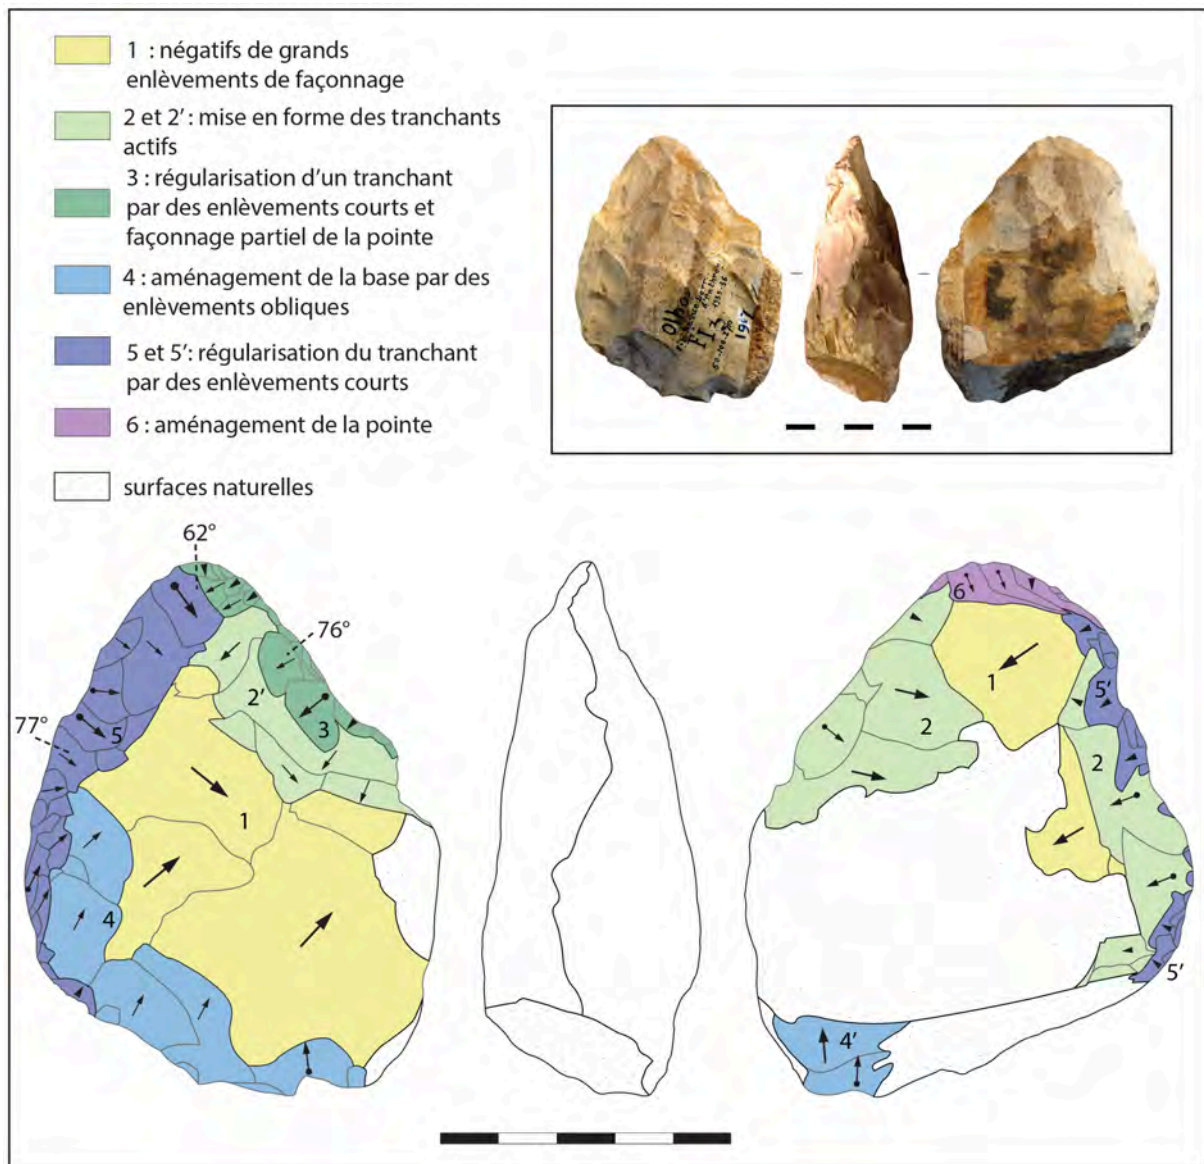 1 : négatifs de grands
enlèvements de façonnage
2 et 2' : mise en forme des tranchants
actifs
3 : régularisation d'un tranchant
par des enlèvements courts et
façonnage partiel de la pointe
4 : aménagement de la base par des
enlèvements obliques
5 et 5': régularisation du tranchant
par des enlèvements courts
6 : aménagement de la pointe
surfaces naturelles
1967
62°
76°
77°
2'
3
5
1
4
6
1
5'
2
2
5'
4'